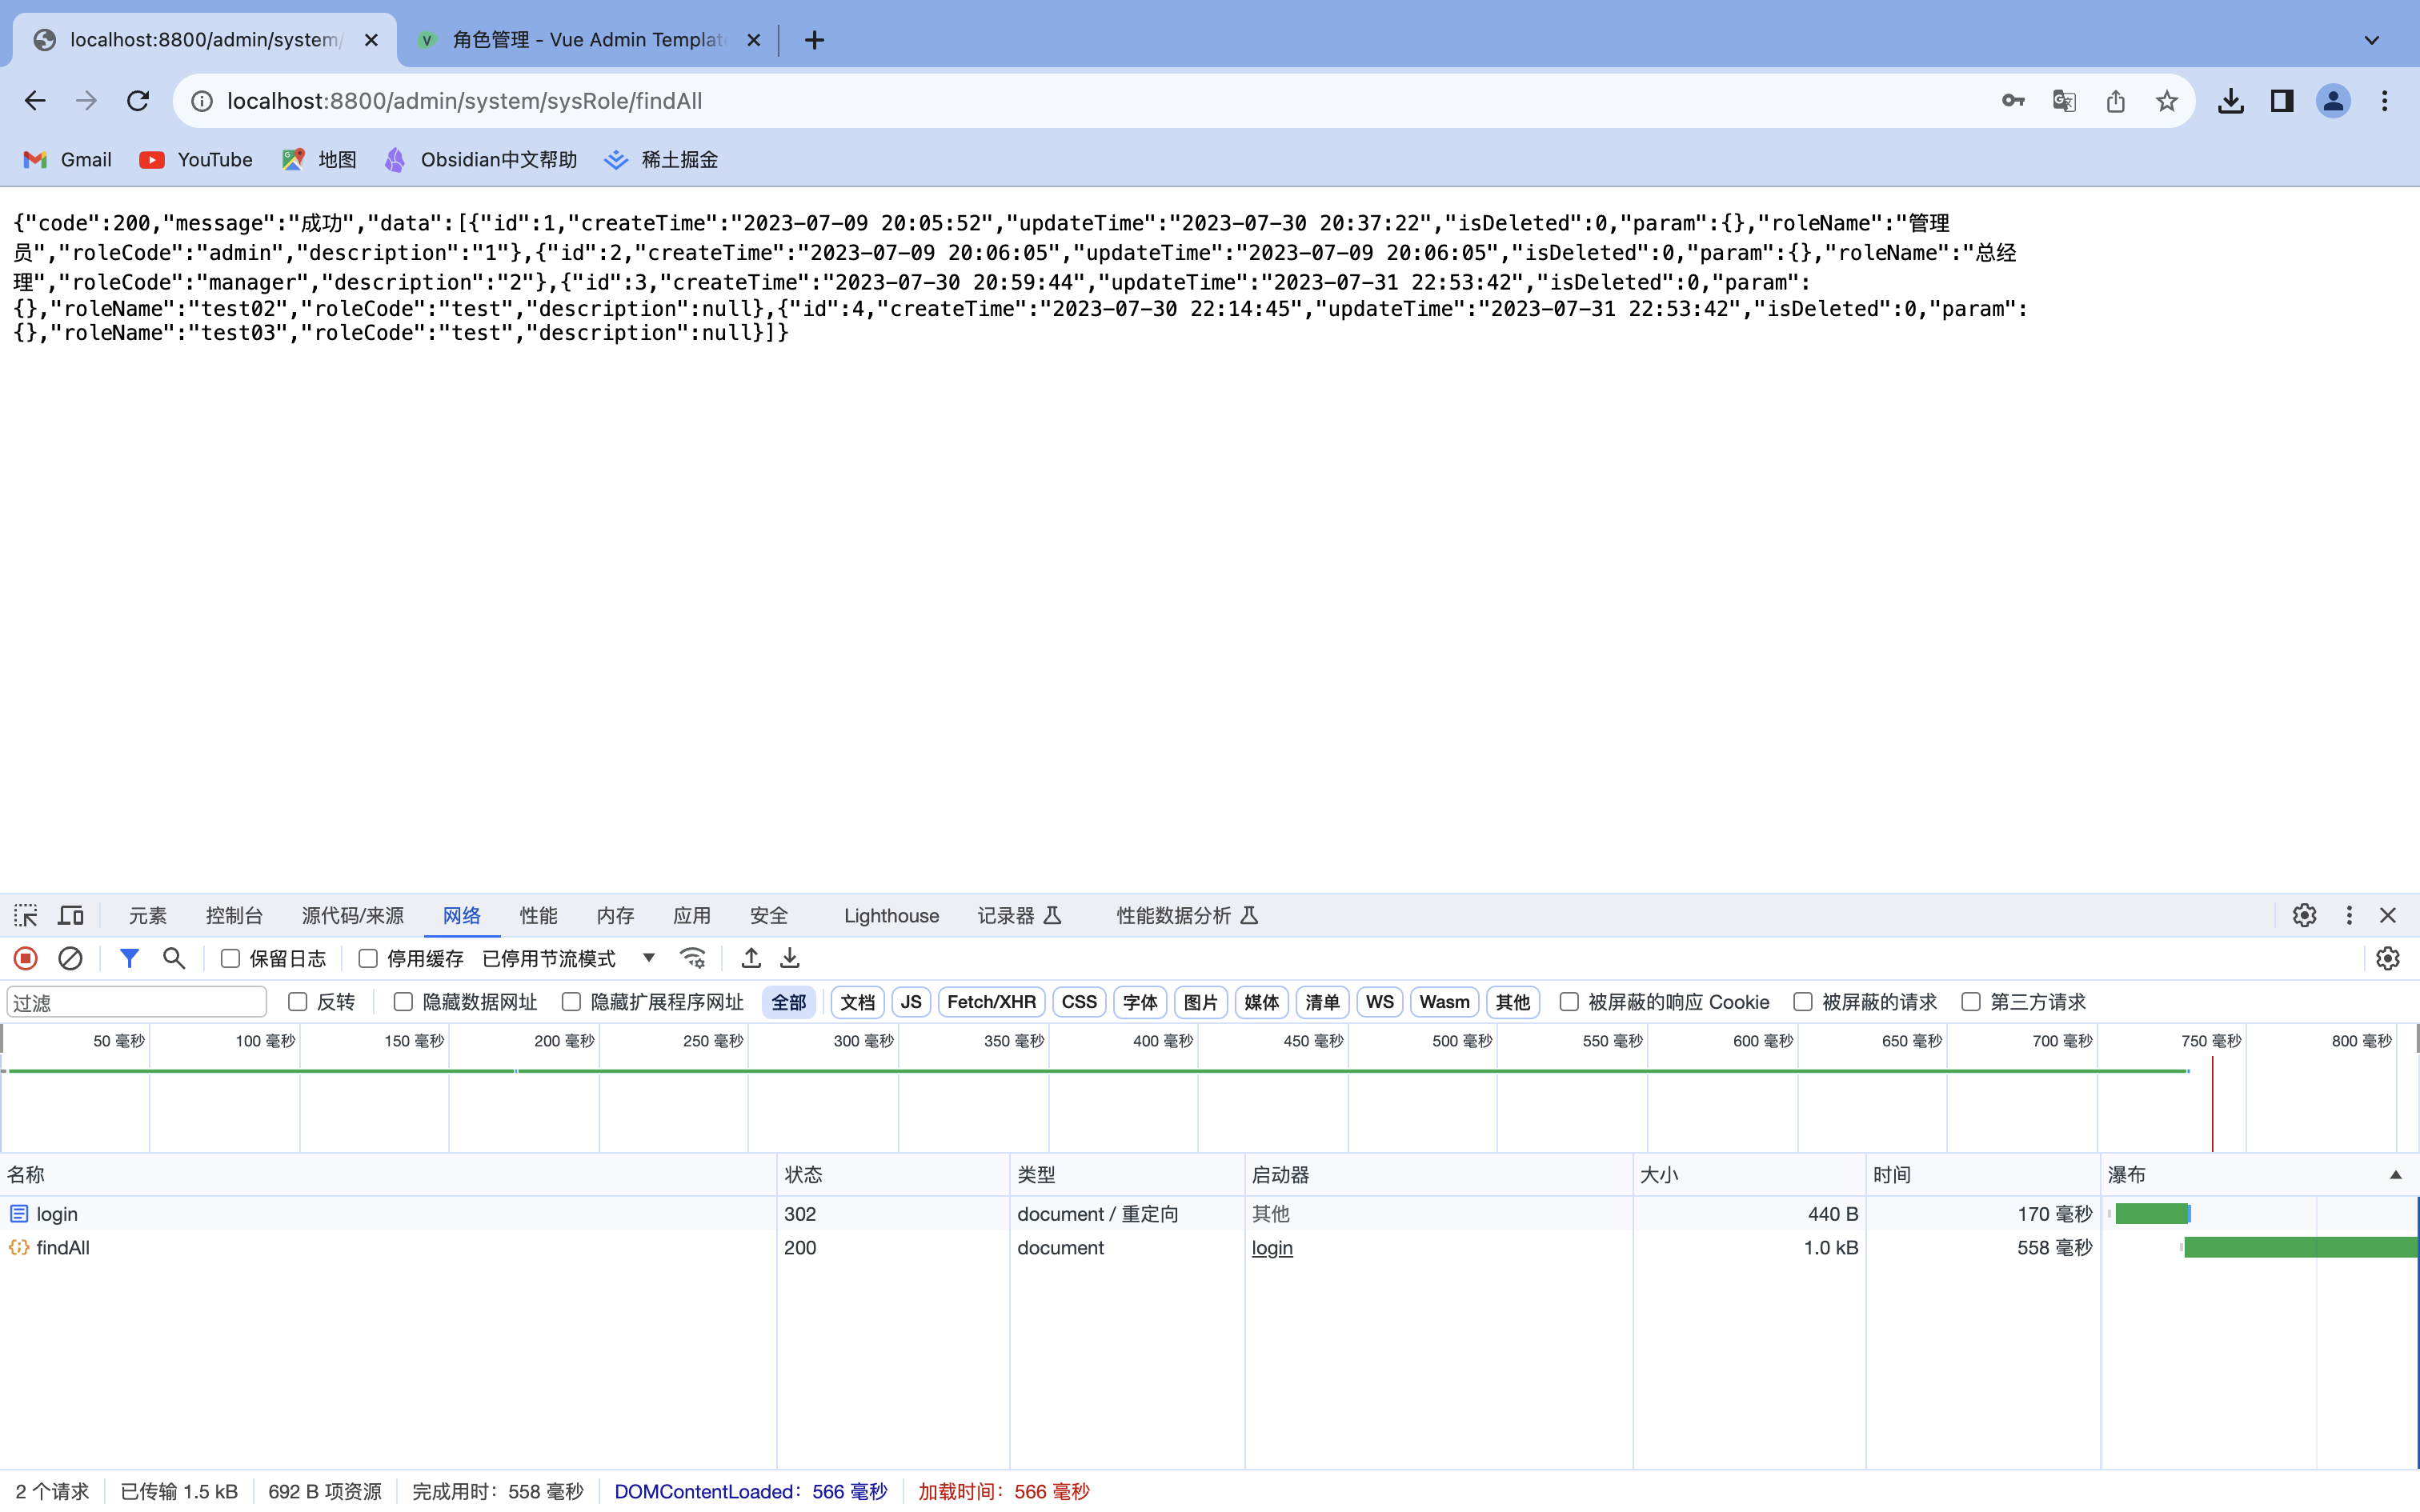 localhost:8800/admin/system/
角色管理 - Vue Admin Templat
localhost:8800/admin/system/sysRole/findAll
Gmail YouTube 地图 Obsidian中文帮助 稀土掘金
{"code":200,"message":"成功","data":[{"id":1,"createTime":"2023-07-09 20:05:52","updateTime":"2023-07-30 20:37:22","isDeleted":0,"param":{},"roleName":"管理
员","roleCode":"admin","description":"1"},{"id":2,"createTime":"2023-07-09 20:06:05","updateTime":"2023-07-09 20:06:05","isDeleted":0,"param":{},"roleName":"总经
理","roleCode":"manager","description":"2"},{"id":3,"createTime":"2023-07-30 20:59:44","updateTime":"2023-07-31 22:53:42","isDeleted":0,"param":
{},"roleName":"test02","roleCode":"test","description":null},{"id":4,"createTime":"2023-07-30 22:14:45","updateTime":"2023-07-31 22:53:42","isDeleted":0,"param":
{},"roleName":"test03","roleCode":"test","description":null}]}
元素 控制台 源代码/来源 网络 性能 内存 应用 安全 Lighthouse 记录器 性能数据分析
保留日志 停用缓存 已停用节流模式
过滤 反转 隐藏数据网址 隐藏扩展程序网址 全部 文档 JS Fetch/XHR CSS 字体 图片 媒体 清单 WS Wasm 其他 被屏蔽的响应 Cookie 被屏蔽的请求 第三方请求
50 毫秒 100 毫秒 150 毫秒 200 毫秒 250 毫秒 300 毫秒 350 毫秒 400 毫秒 450 毫秒 500 毫秒 550 毫秒 600 毫秒 650 毫秒 700 毫秒 750 毫秒 800 毫秒
名称 状态 类型 启动器 大小 时间 瀑布
login 302 document / 重定向 其他 440 B 170 毫秒
findAll 200 document login 1.0 kB 558 毫秒
2 个请求 已传输 1.5 kB 692 B 项资源 完成用时：558 毫秒 DOMContentLoaded：566 毫秒 加载时间：566 毫秒